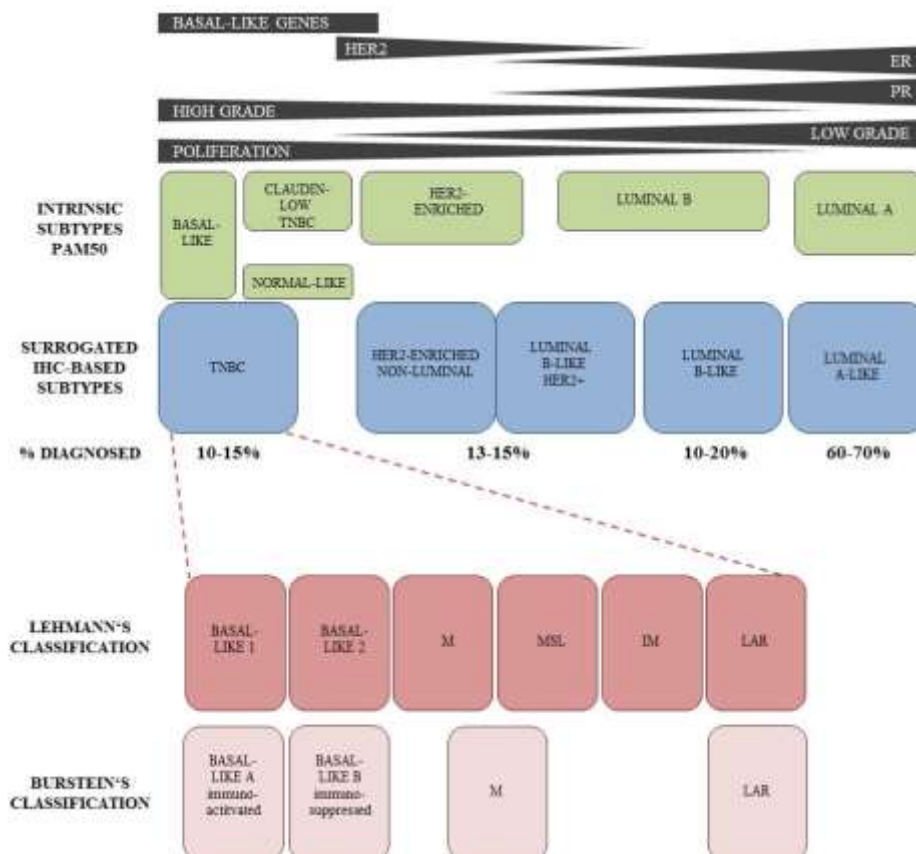 BASAL-LIKE GENES
HER2
ER
PR
HIGH GRADE
LOW GRADE
POLIFERATION
INTRINSIC
SUBTYPES
PAM50
BASAL-
LIKE
CLAUDIN-
LOW
TNBC
NORMAL-LIKE
HER2-
ENRICHED
LUMINAL B
LUMINAL A
SURROGATED
IHC-BASED
SUBTYPES
TNBC
HER2-ENRICHED
NON-LUMINAL
LUMINAL
B-LIKE
HER2+
LUMINAL
B-LIKE
LUMINAL
A-LIKE
% DIAGNOSED
10-15%
13-15%
10-20%
60-70%
LEHMANN‘S
CLASSIFICATION
BASAL-
LIKE 1
BASAL-
LIKE 2
M
MSL
IM
LAR
BURSTEIN‘S
CLASSIFICATION
BASAL-
LIKE A
immuno-
actitvated
BASAL-
LIKE B
immuno-
suppressed
M
LAR